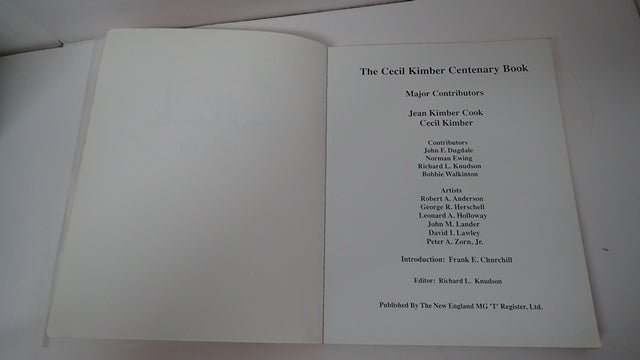 The Cecil Kimber Centenary Book
Major Contributors
Jean Kimber Cook
Cecil Kimber
Contributors
John F. Dugdale
Norman Ewing
Richard L. Knudson
Bobbie Walkinton
Artists
Robert A. Anderson
George R. Herschell
Leonard A. Holloway
John M. Lander
David I. Lawley
Peter A. Zorn, Jr.
Introduction: Frank E. Churchill
Editor: Richard L. Knudson
Published By The New England MG 'T' Register, Ltd.